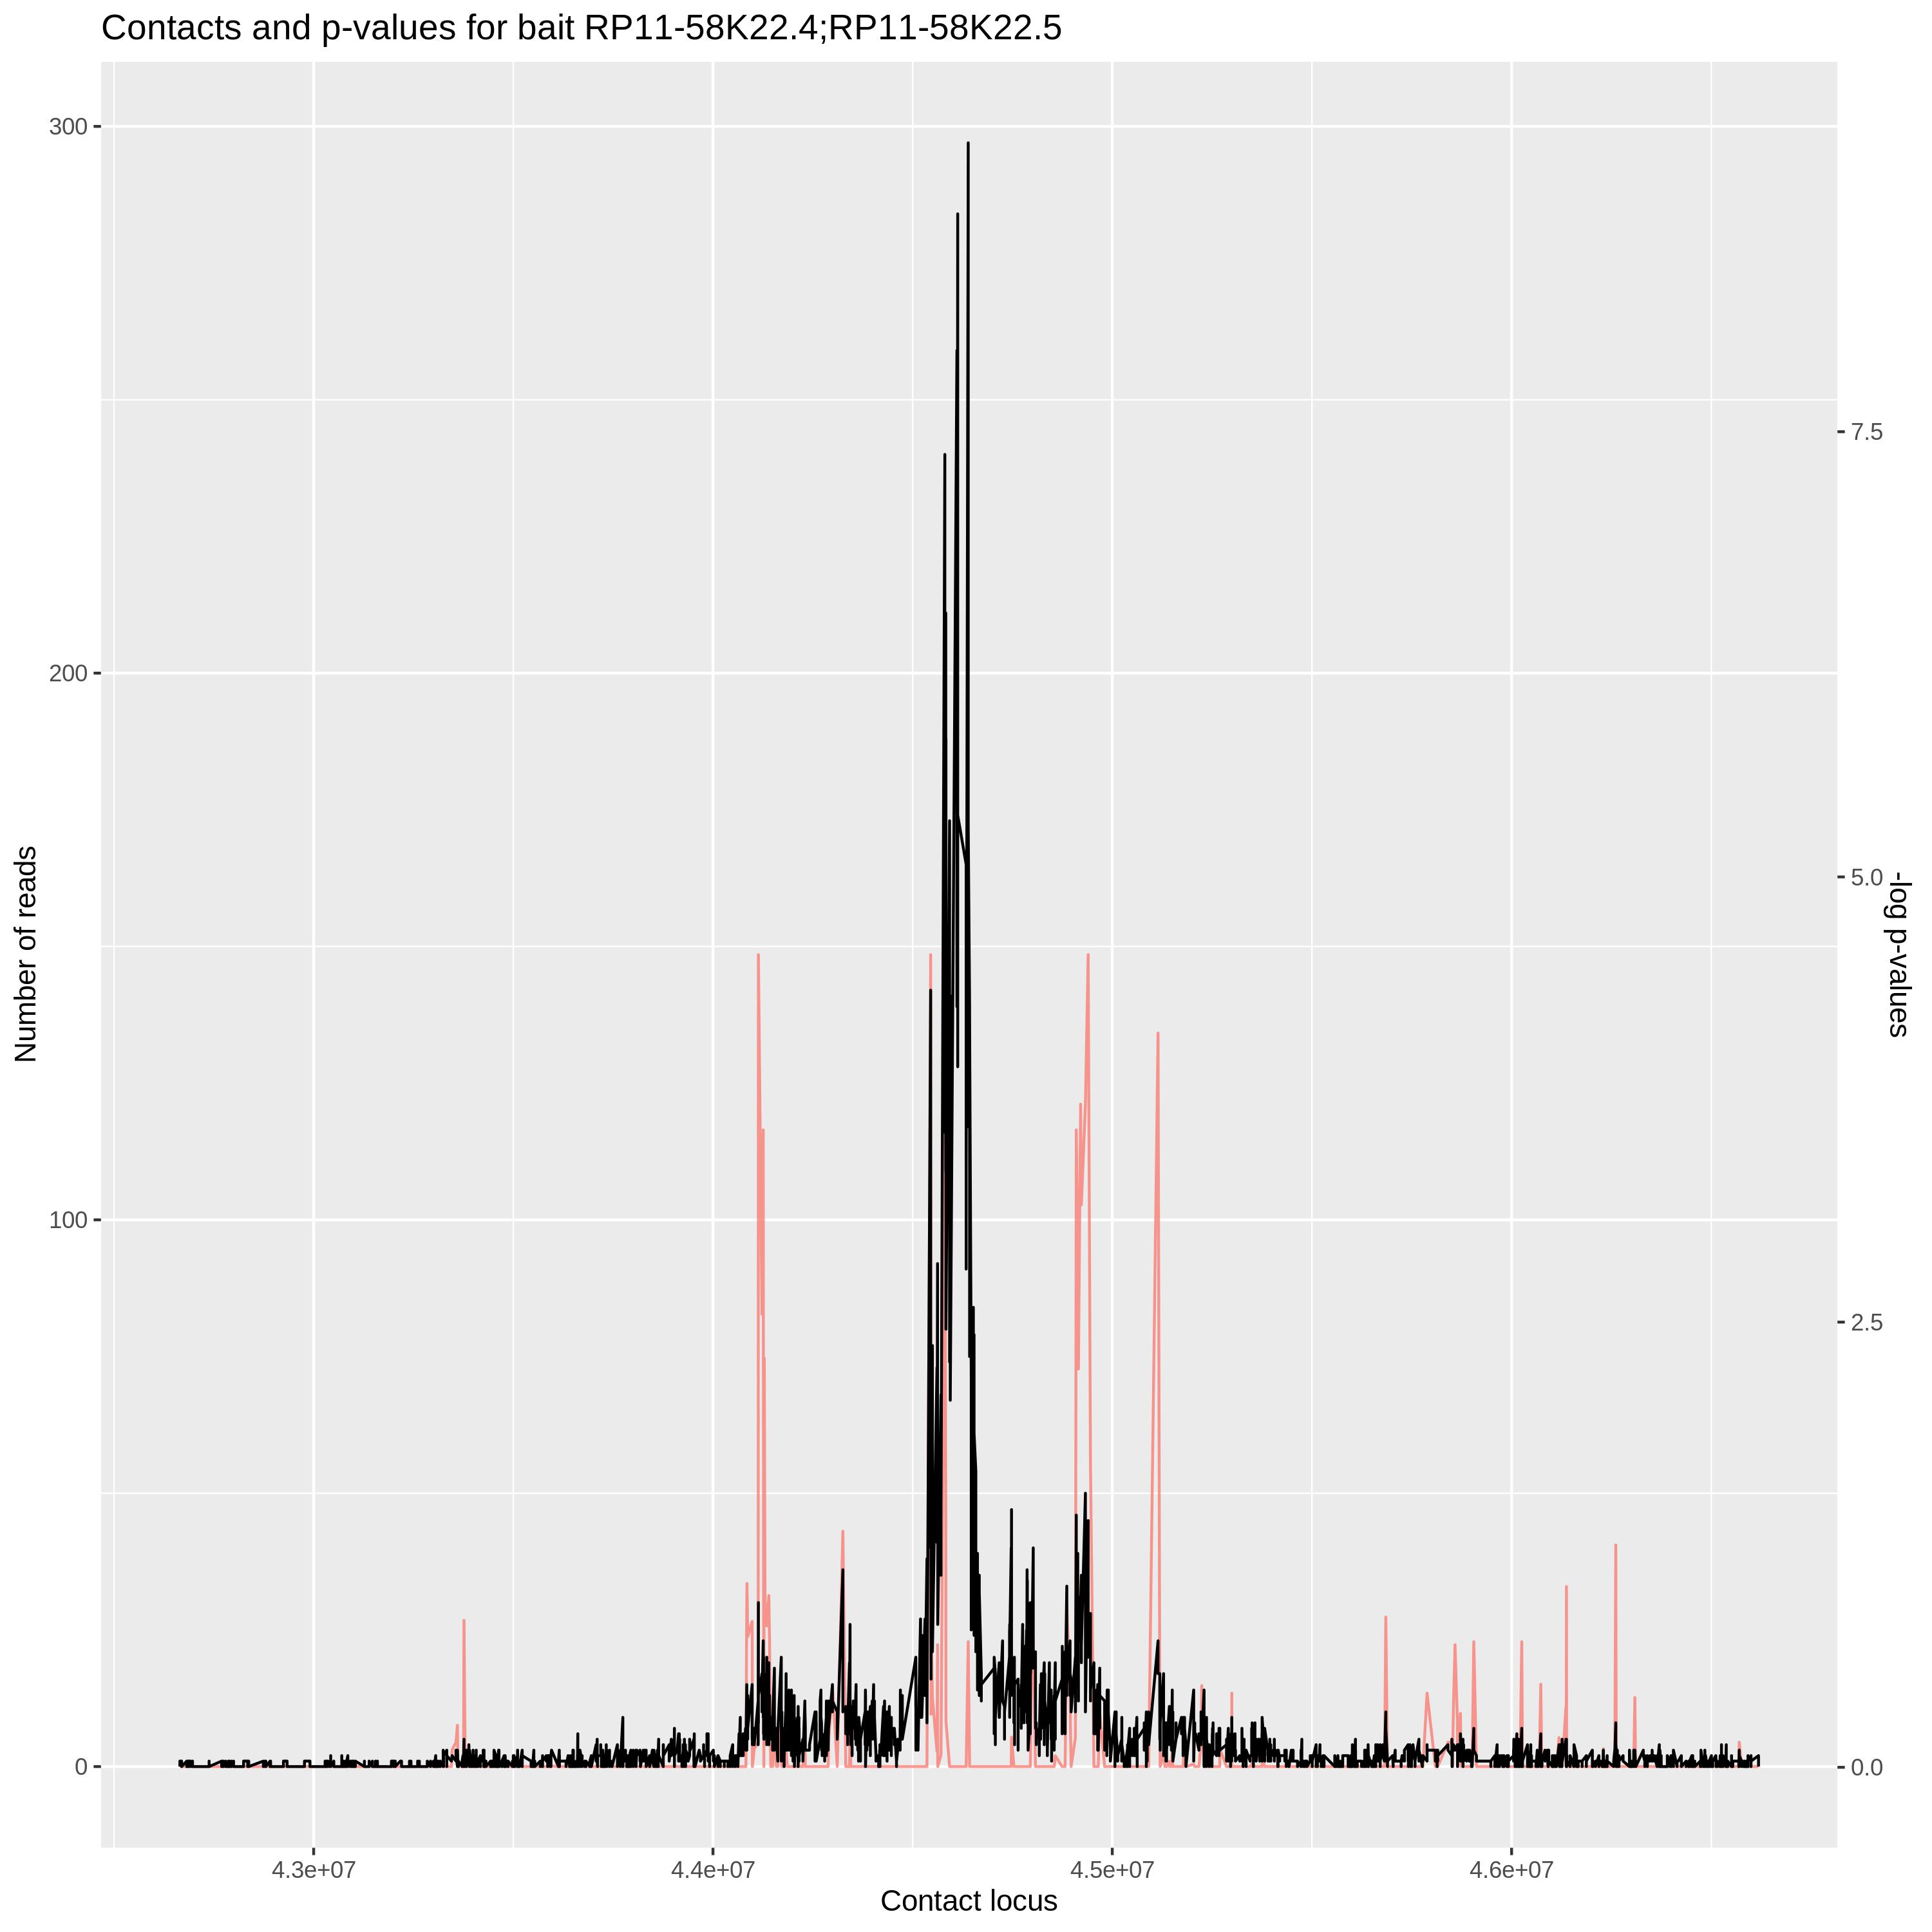 Contacts and p-values for bait RP11-58K22.4;RP11-58K22.5
300
200
100
0
Number of reads
7.5
5.0
2.5
0.0
-log p-values
4.3e+07
4.4e+07
4.5e+07
4.6e+07
Contact locus